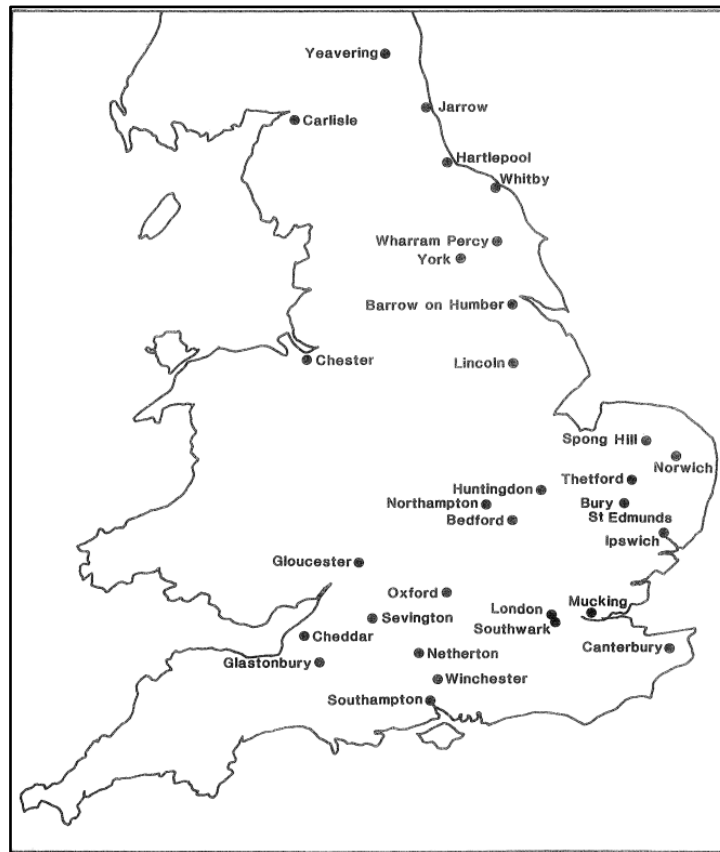 Yeavering
Jarrow
Carlisle
Hartlepool
Whitby
Wharram Percy
York
Barrow on Humber
Chester
Lincoln
Spong Hill
Norwich
Thetford
Huntingdon
Northampton
Bury
St Edmunds
Bedford
Ipswich
Gloucester
Oxford
Mucking
London
Sevington
Southwark
Cheddar
Canterbury
Netherton
Glastonbury
Winchester
Southampton